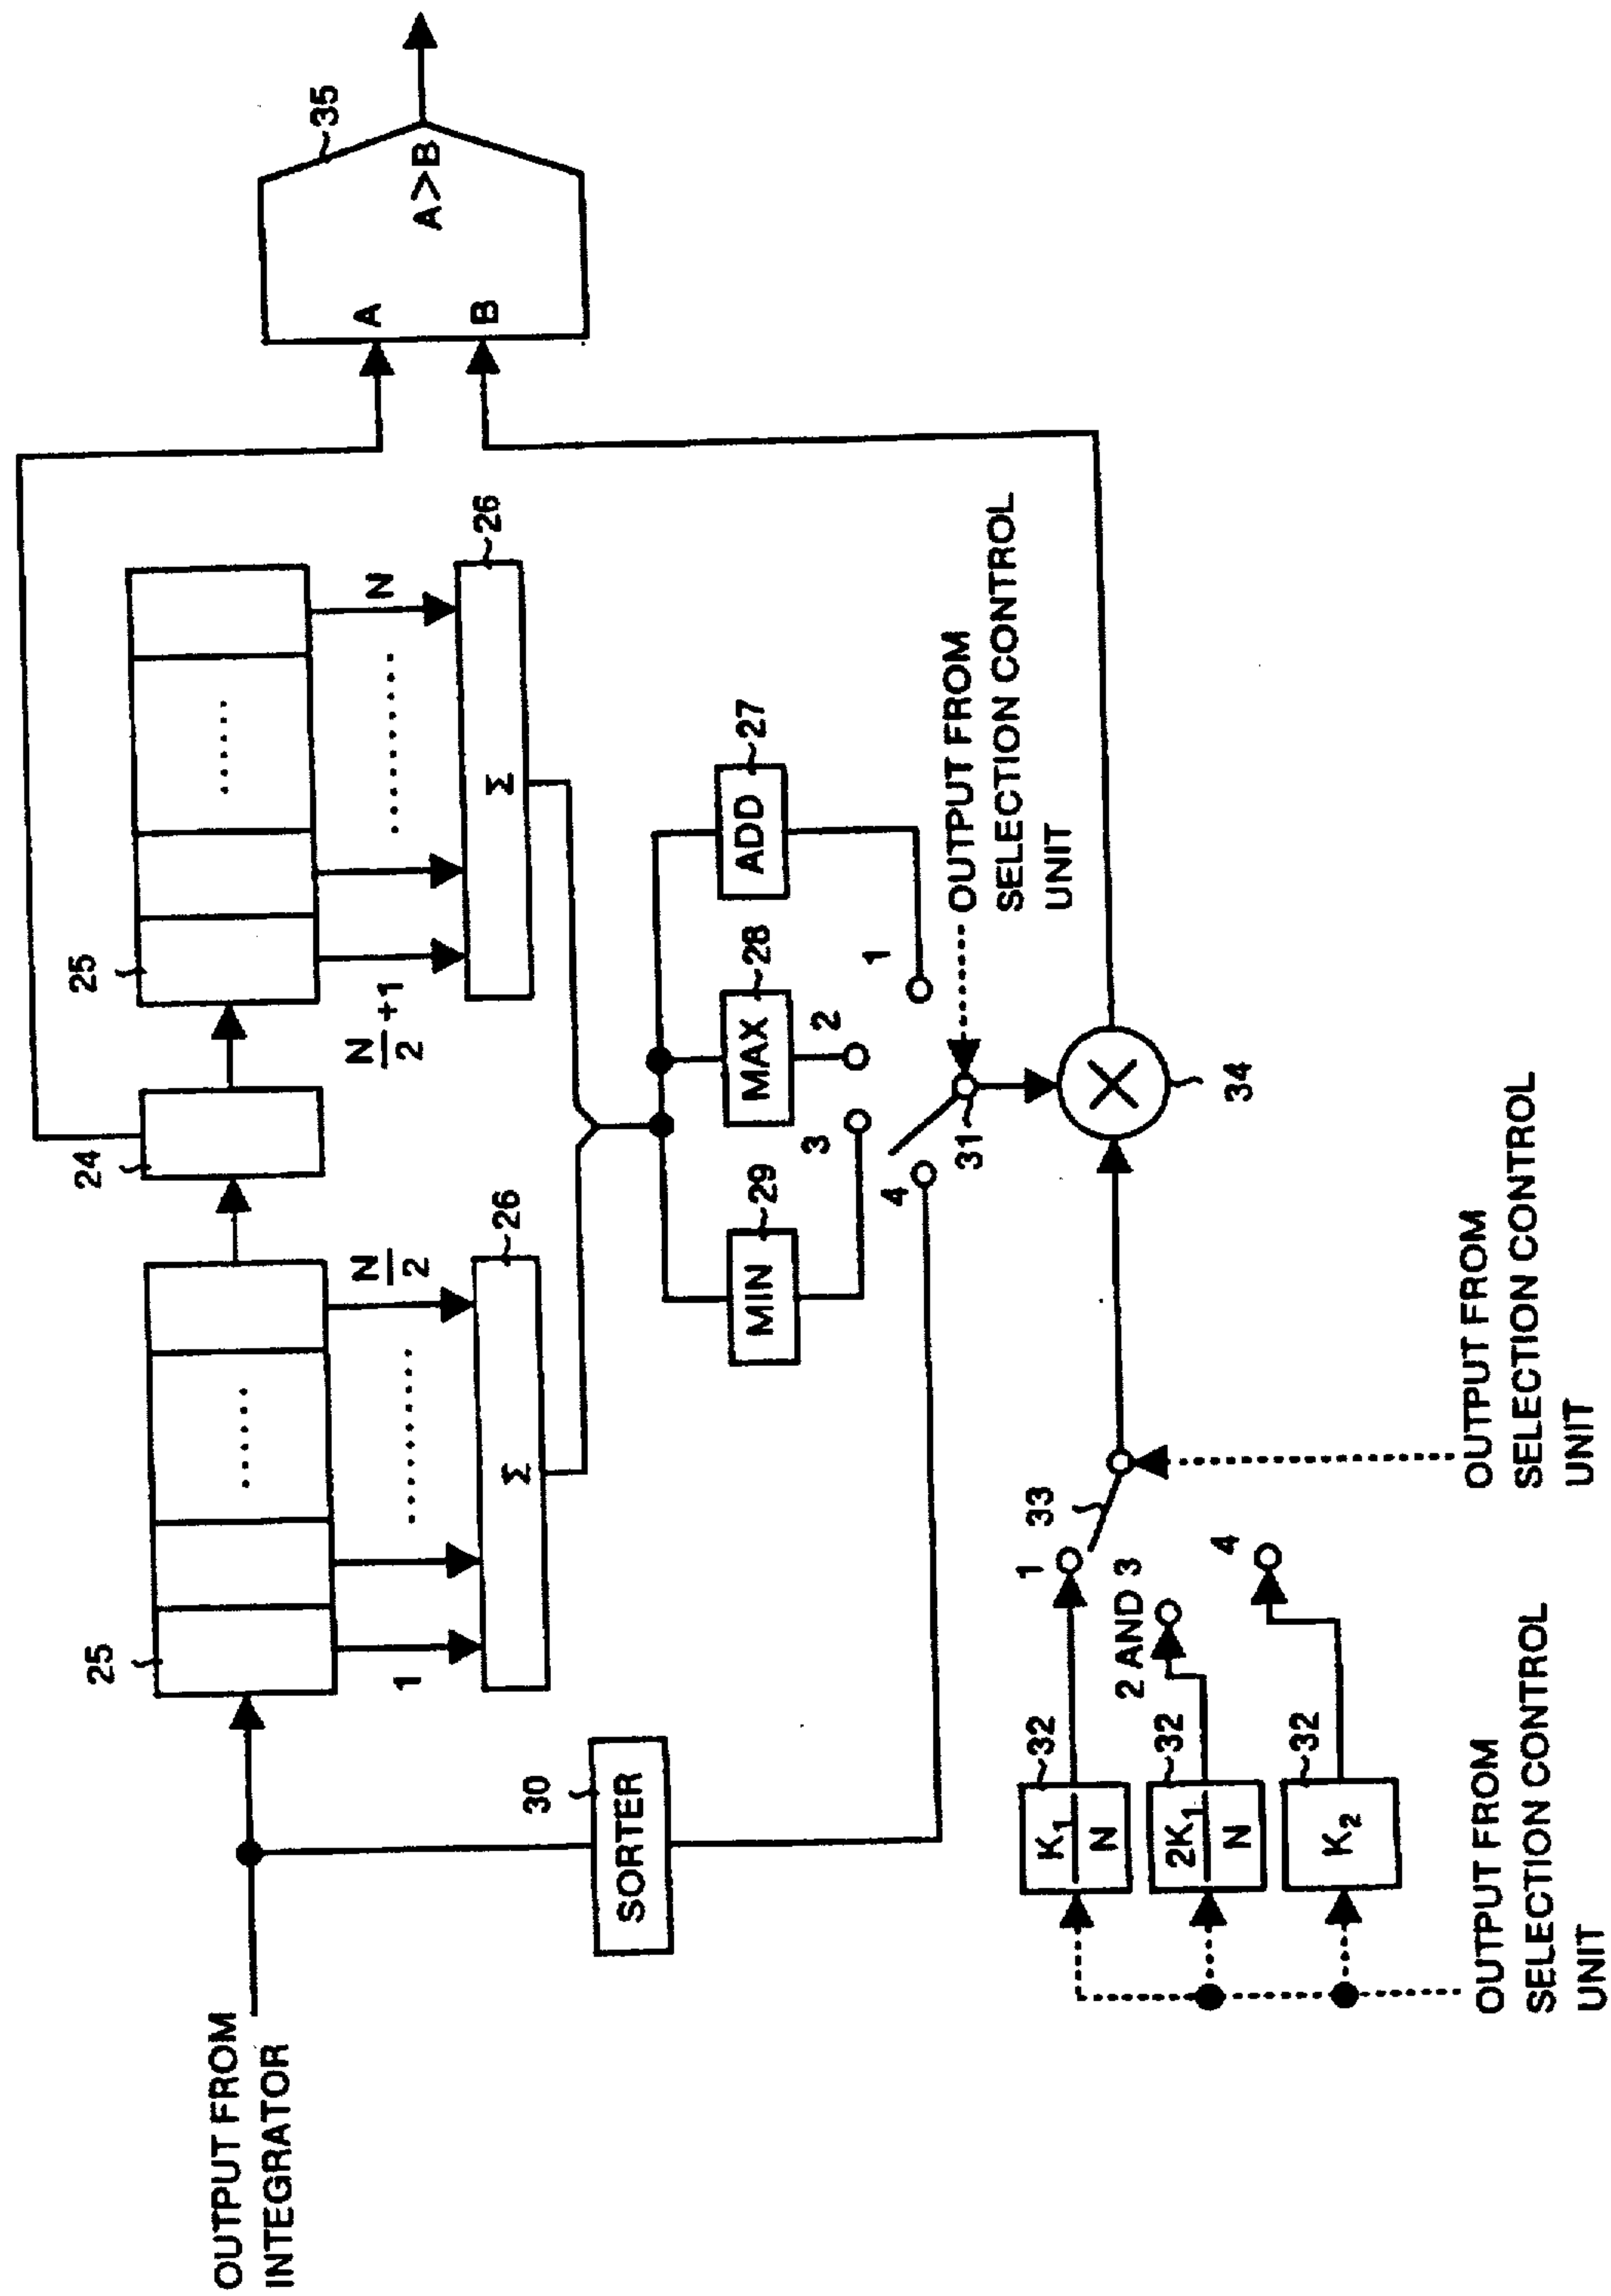 OUTPUT FROM
INTEGRATOR
25
24
25
35
A
B
A>B
1
N/2
N/2+1
N
Σ
26
Σ
26
SORTER
30
MIN
29
MAX
28
ADD
27
1
2
3
4
31
OUTPUT FROM
SELECTION CONTROL
UNIT
34
K1/N
32
2K1/N
32
K2
32
1
2 AND 3
4
33
OUTPUT FROM
SELECTION CONTROL
UNIT
OUTPUT FROM
SELECTION CONTROL
UNIT